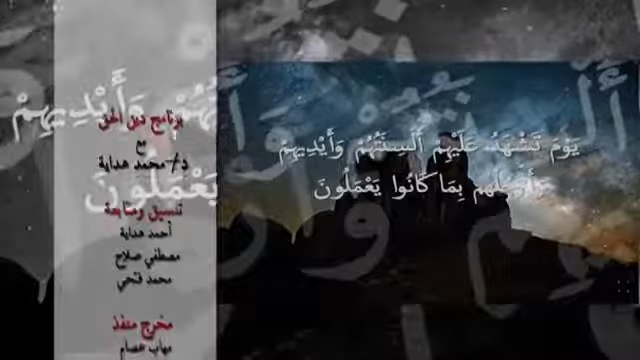 يَوْمَ تَشْهَدُ عَلَيْهِمْ أَلْسِنَتُهُمْ وَأَيْدِيهِمْ
وَأَرْجُلُهُم بِمَا كَانُوا يَعْمَلُونَ
برنامج دين الحق
مع
د/محمد هداية
تنسيق ومتابعة
أحمد هداية
مصطفي صلاح
محمد فتحي
مخرج منفذ
مهاب عصام